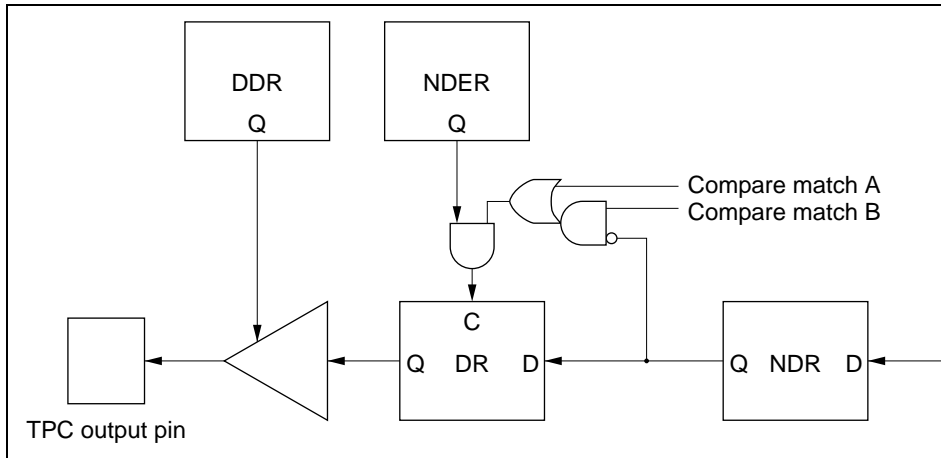 DDR
Q
NDER
Q
Compare match A
Compare match B
C
Q DR D
Q NDR D
TPC output pin